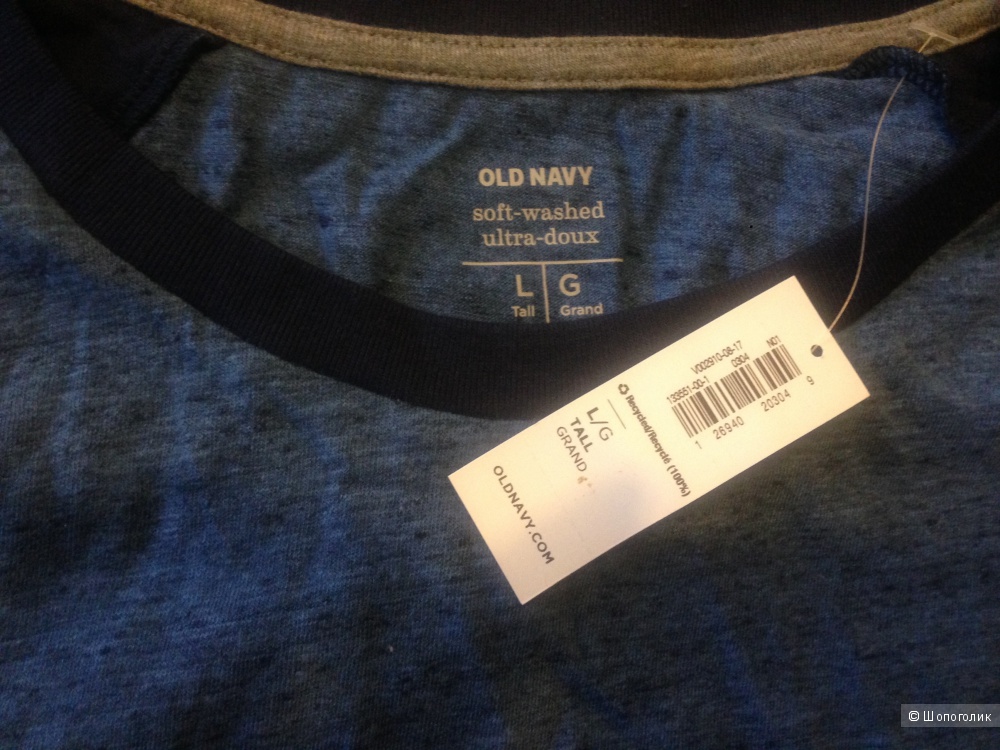 OLD NAVY
soft-washed
ultra-doux
L G
Tall Grand
V002910-08-17
133551-00-1 0304 N01
1 26940 20304 9
Recycled/Recyclé (100%)
L/G
TALL
GRAND
OLDNAVY.COM
© Шопоголик